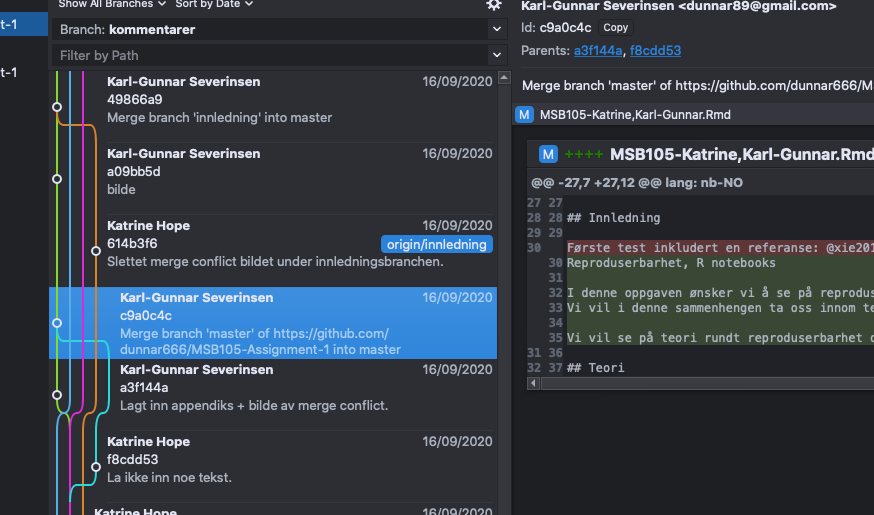 t-1
t-1
Show All Branches
Sort by Date
Branch: kommentarer
Filter by Path
Karl-Gunnar Severinsen 16/09/2020
49866a9
Merge branch 'innledning' into master
Karl-Gunnar Severinsen 16/09/2020
a09bb5d
bilde
Katrine Hope 16/09/2020
614b3f6 origin/innledning
Slettet merge conflict bildet under innledningsbranchen.
Karl-Gunnar Severinsen 16/09/2020
c9a0c4c
Merge branch 'master' of https://github.com/
dunnar666/MSB105-Assignment-1 into master
Karl-Gunnar Severinsen 16/09/2020
a3f144a
Lagt inn appendiks + bilde av merge conflict.
Katrine Hope 16/09/2020
f8cdd53
La ikke inn noe tekst.
Katrine Hope 16/09/2020
Karl-Gunnar Severinsen <dunnar89@gmail.com>
Id: c9a0c4c Copy
Parents: a3f144a, f8cdd53
Merge branch 'master' of https://github.com/dunnar666/M
M MSB105-Katrine,Karl-Gunnar.Rmd
M ++++ MSB105-Katrine,Karl-Gunnar.Rmd
@@ -27,7 +27,12 @@ lang: nb-NO
27 27
28 28 ## Innledning
29 29
30 Første test inkludert en referanse: @xie201
30 Reproduserbarhet, R notebooks
31
32 I denne oppgaven ønsker vi å se på reprodus
33 Vi vil i denne sammenhengen ta oss innom te
34
35 Vi vil se på teori rundt reproduserbarhet o
31 36
32 37 ## Teori